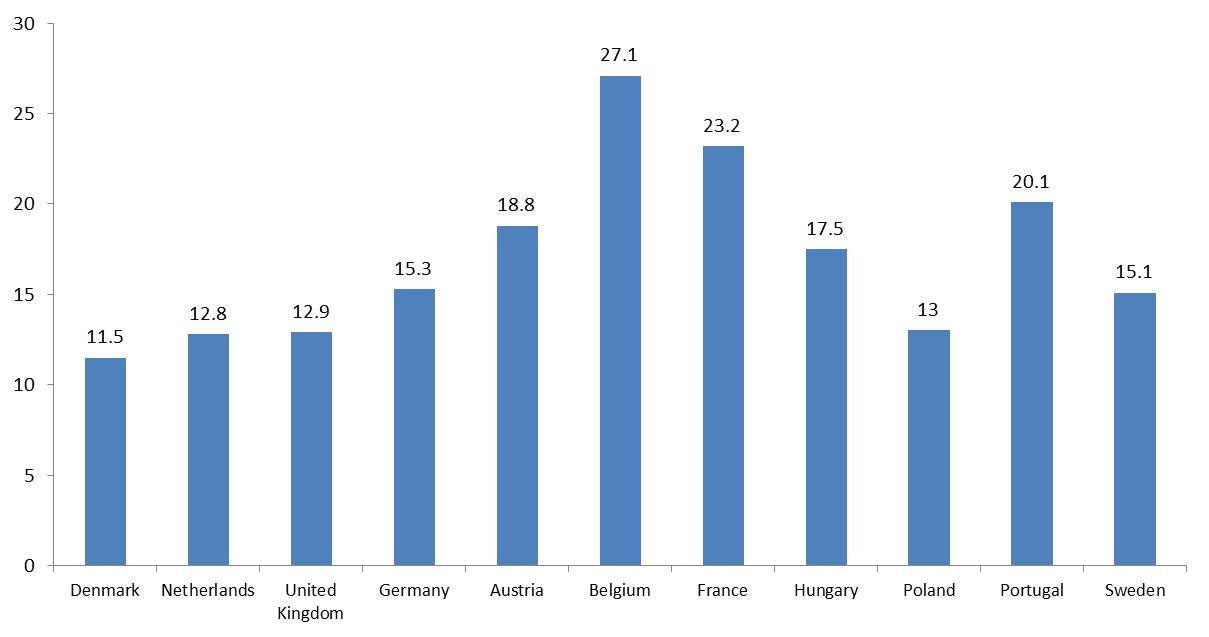 30
27.1
25
23.2
20.1
20
18.8
17.5
15.3
15.1
15
12.8
12.9
13
11.5
10
5
0
Denmark
Netherlands
United
Kingdom
Germany
Austria
Belgium
France
Hungary
Poland
Portugal
Sweden